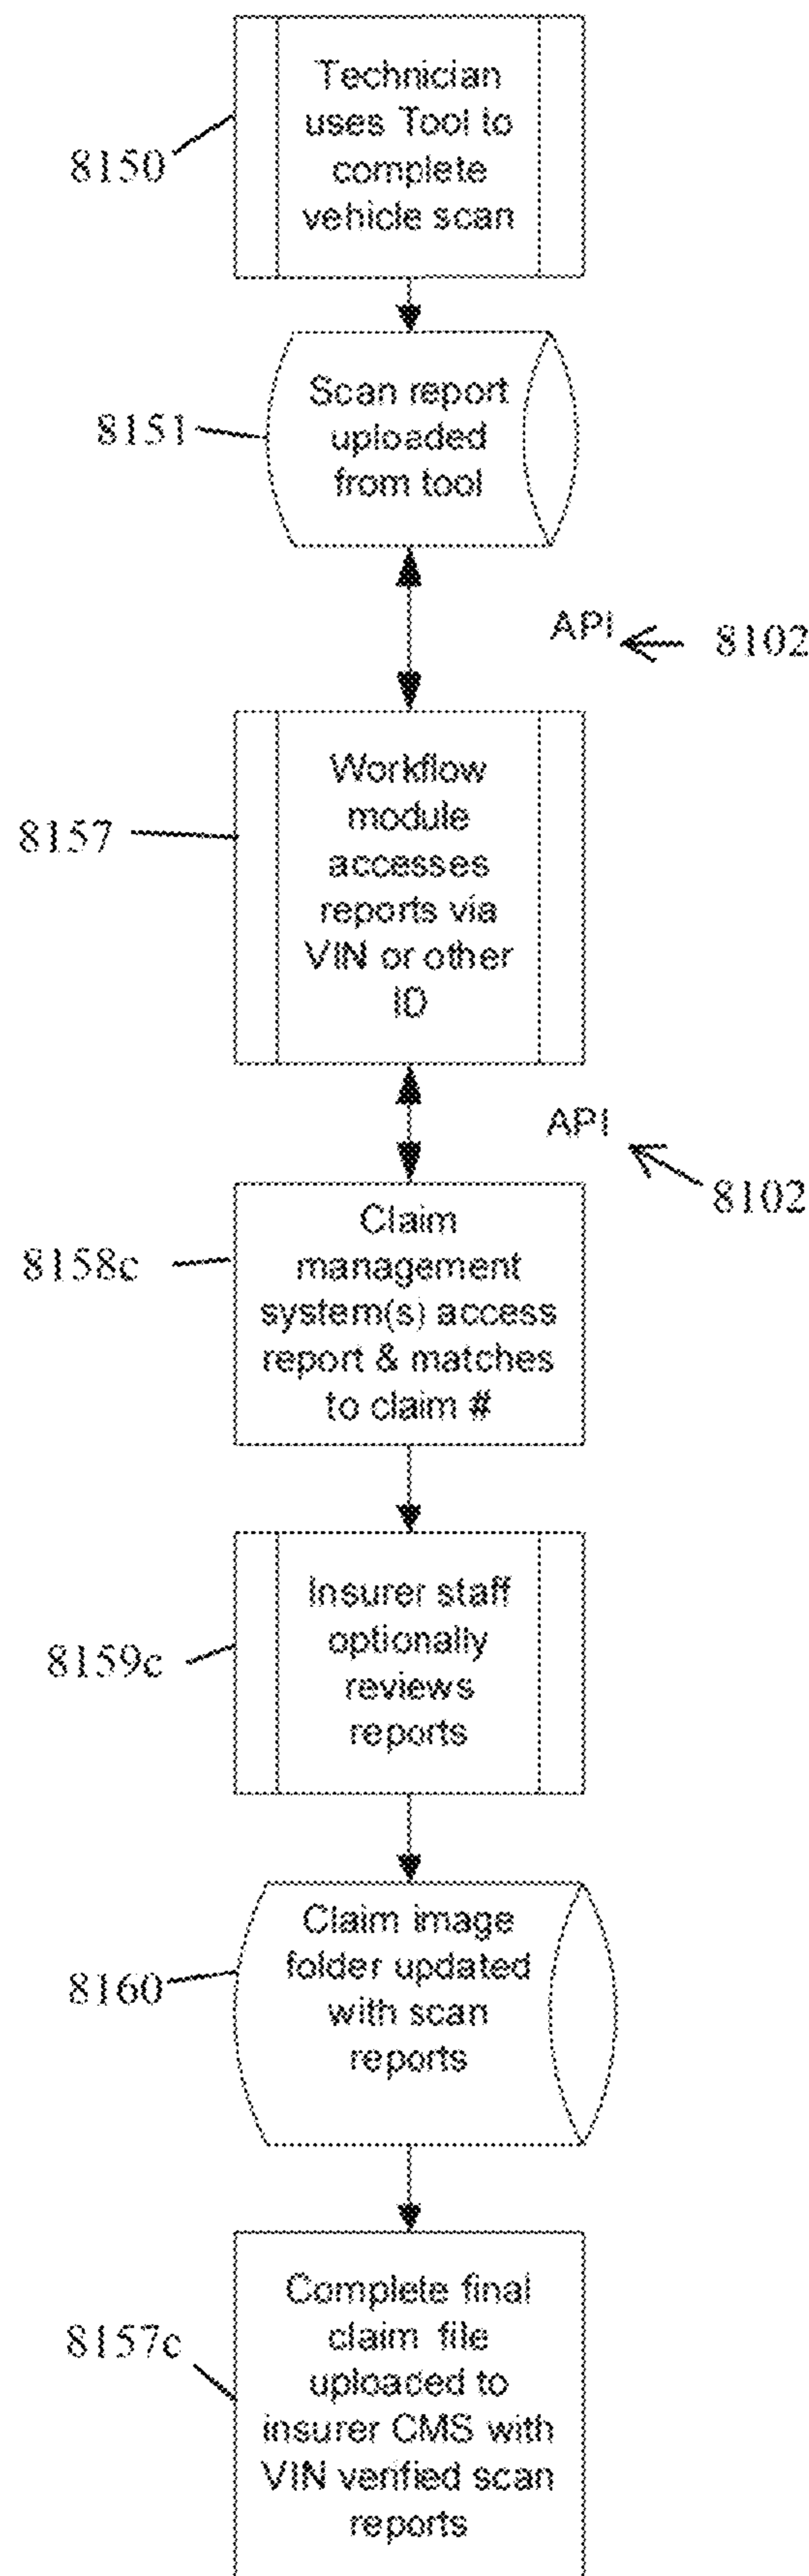 Technician
uses Tool to
complete
vehicle scan
8150
Scan report
uploaded
from tool
8151
API
8102
Workflow
module
accesses
reports via
VIN or other
ID
8157
API
8102
Claim
management
system(s) access
report & matches
to claim #
8158c
Insurer staff
optionally
reviews
reports
8159c
Claim image
folder updated
with scan
reports
8160
Complete final
claim file
uploaded to
insurer CMS with
VIN verified scan
reports
8157c